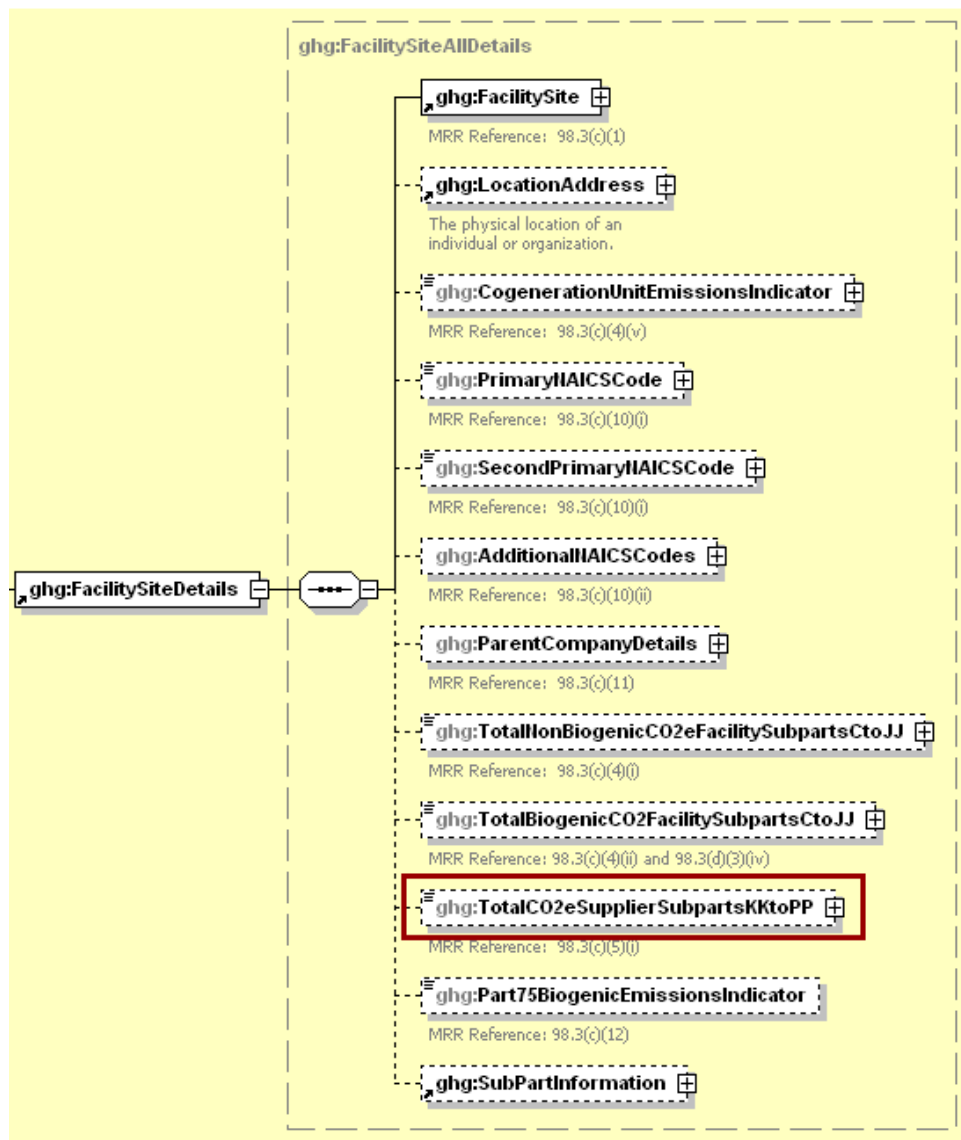 ghg:FacilitySiteAllDetails
ghg:FacilitySite
MRR Reference: 98.3(c)(1)
ghg:LocationAddress
The physical location of an
individual or organization.
ghg:CogenerationUnitEmissionsIndicator
MRR Reference: 98.3(c)(4)(v)
ghg:PrimaryNAICSCode
MRR Reference: 98.3(c)(10)(i)
ghg:SecondPrimaryNAICSCode
MRR Reference: 98.3(c)(10)(i)
ghg:AdditionalNAICSCodes
MRR Reference: 98.3(c)(10)(ii)
ghg:FacilitySiteDetails
ghg:ParentCompanyDetails
MRR Reference: 98.3(c)(11)
ghg:TotalNonBiogenicCO2eFacilitySubpartsCtoJJ
MRR Reference: 98.3(c)(4)(i)
ghg:TotalBiogenicCO2FacilitySubpartsCtoJJ
MRR Reference: 98.3(c)(4)(ii) and 98.3(d)(3)(iv)
ghg:TotalCO2eSupplierSubpartsKKtoPP
MRR Reference: 98.3(c)(5)(i)
ghg:Part75BiogenicEmissionsIndicator
MRR Reference: 98.3(c)(12)
ghg:SubPartInformation